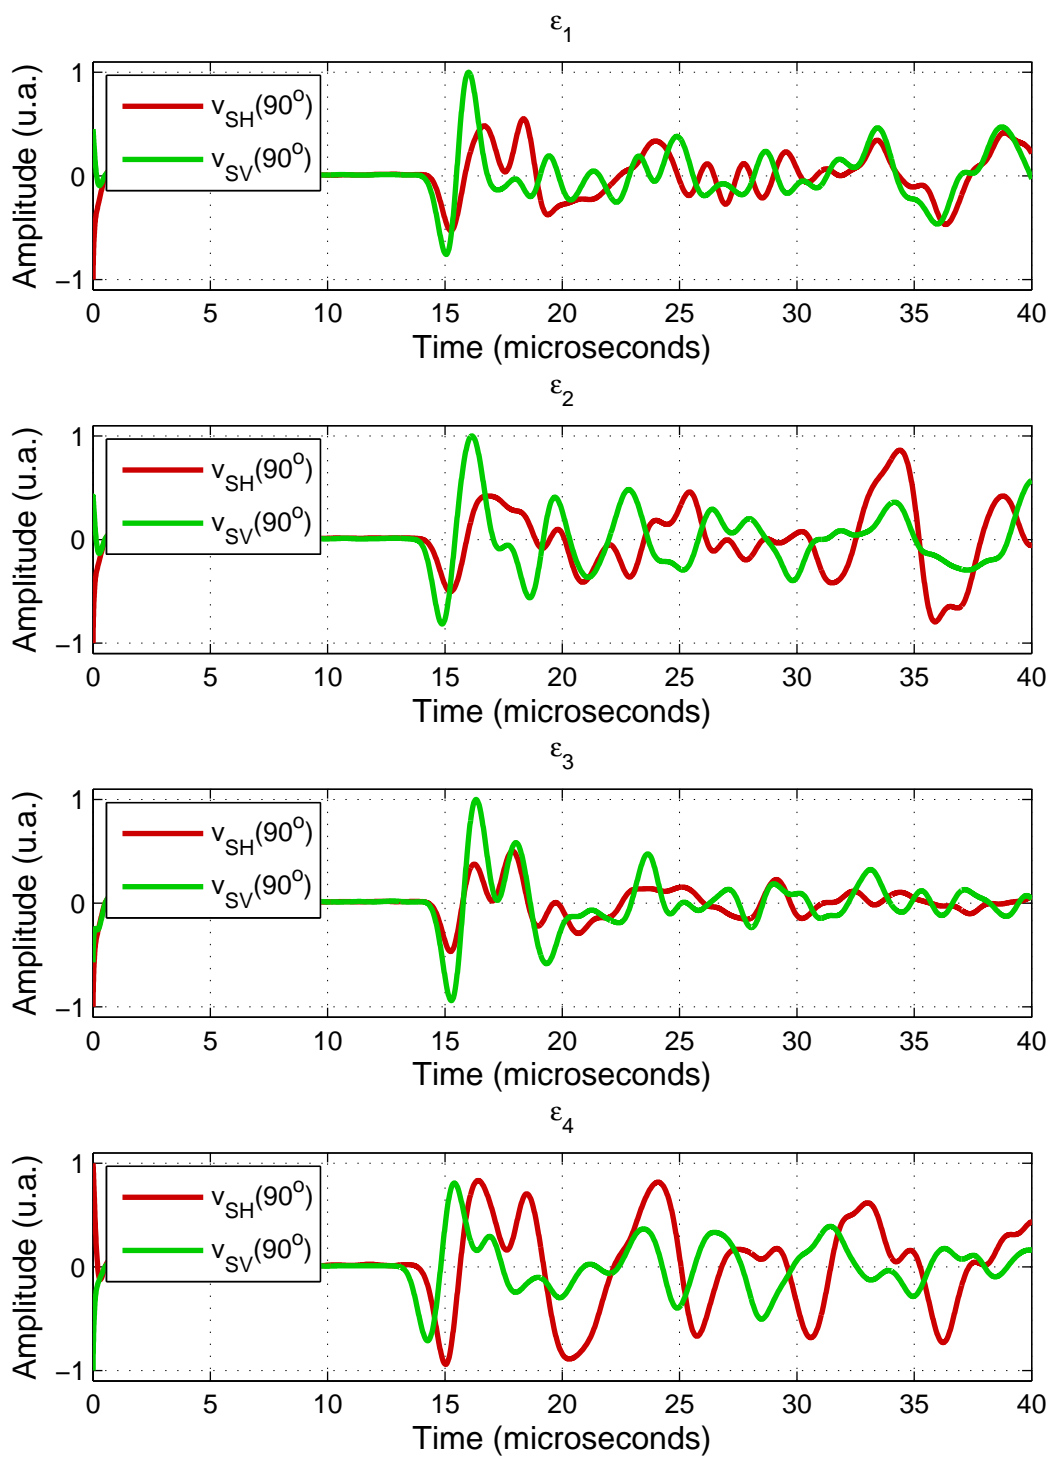 ε1
Amplitude (u.a.)
1
0
−1
vSH(90o)
vSV(90o)
0 5 10 15 20 25 30 35 40
Time (microseconds)
ε2
Amplitude (u.a.)
1
0
−1
vSH(90o)
vSV(90o)
0 5 10 15 20 25 30 35 40
Time (microseconds)
ε3
Amplitude (u.a.)
1
0
−1
vSH(90o)
vSV(90o)
0 5 10 15 20 25 30 35 40
Time (microseconds)
ε4
Amplitude (u.a.)
1
0
−1
vSH(90o)
vSV(90o)
0 5 10 15 20 25 30 35 40
Time (microseconds)